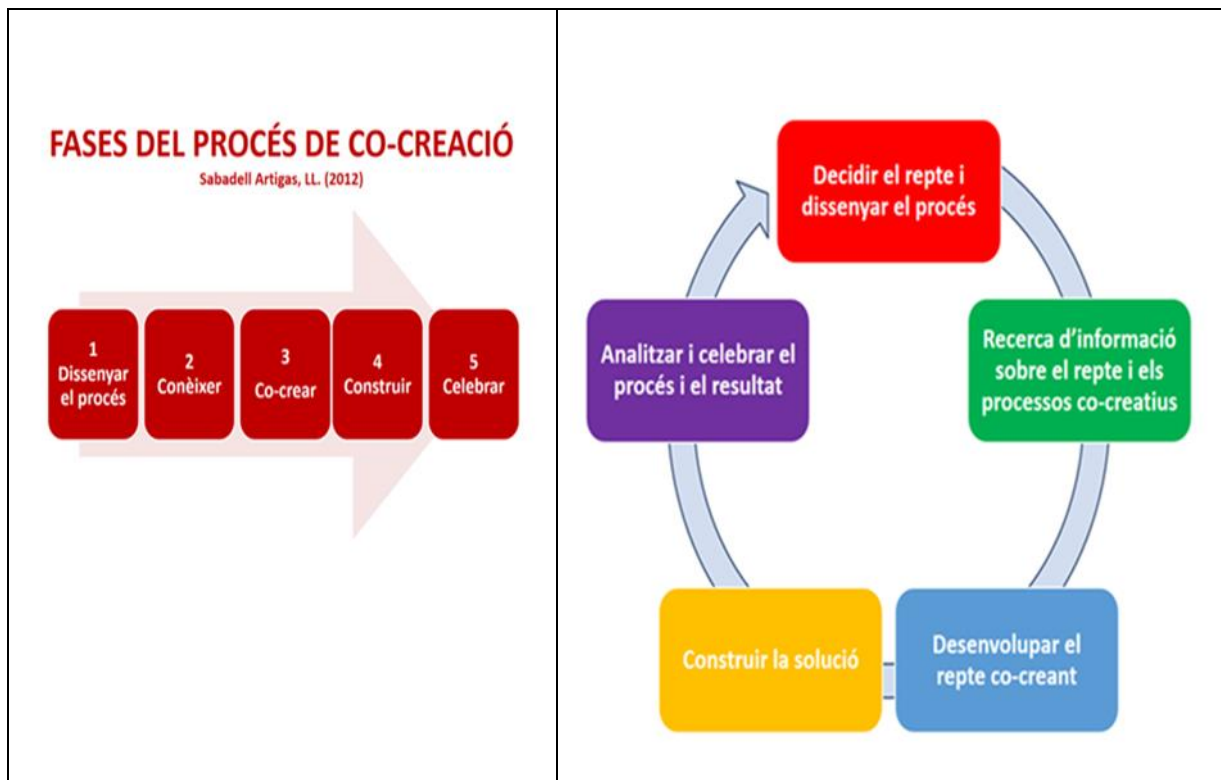 FASES DEL PROCÉS DE CO-CREACIÓ
Sabadell Artigas, LL. (2012)
1
Dissenyar
el procés
2
Conèixer
3
Co-crear
4
Construir
5
Celebrar
Decidir el repte i
dissenyar el procés
Recerca d'informació
sobre el repte i els
processos co-creatius
Desenvolupar el
repte co-creant
Construir la solució
Analitzar i celebrar el
procés i el resultat